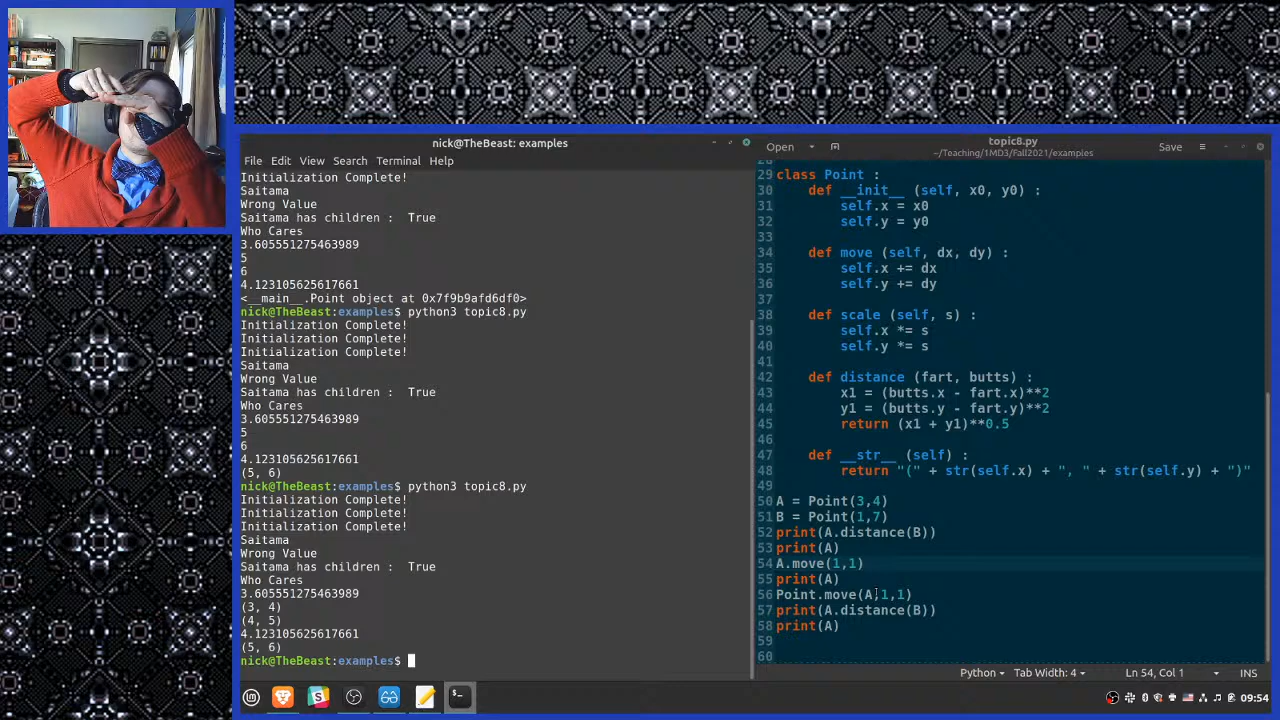 nick@TheBeast: examples
File Edit View Search Terminal Help
Initialization Complete!
Saitama
Wrong Value
Saitama has children :  True
Who Cares
3.605551275463989
5
6
4.123105625617661
<__main__.Point object at 0x7f9b9afd6df0>
nick@TheBeast:examples$ python3 topic8.py
Initialization Complete!
Initialization Complete!
Initialization Complete!
Saitama
Wrong Value
Saitama has children :  True
Who Cares
3.605551275463989
5
6
4.123105625617661
(5, 6)
nick@TheBeast:examples$ python3 topic8.py
Initialization Complete!
Initialization Complete!
Initialization Complete!
Saitama
Wrong Value
Saitama has children :  True
Who Cares
3.605551275463989
(3, 4)
(4, 5)
4.123105625617661
(5, 6)
nick@TheBeast:examples$
Open topic8.py Save
~/Teaching/1MD3/Fall2021/examples
28
29 class Point :
30     def __init__ (self, x0, y0) :
31         self.x = x0
32         self.y = y0
33
34     def move (self, dx, dy) :
35         self.x += dx
36         self.y += dy
37
38     def scale (self, s) :
39         self.x *= s
40         self.y *= s
41
42     def distance (fart, butts) :
43         x1 = (butts.x - fart.x)**2
44         y1 = (butts.y - fart.y)**2
45         return (x1 + y1)**0.5
46
47     def __str__ (self) :
48         return "(" + str(self.x) + ", " + str(self.y) + ")"
49
50 A = Point(3,4)
51 B = Point(1,7)
52 print(A.distance(B))
53 print(A)
54 A.move(1,1)
55 print(A)
56 Point.move(A,1,1)
57 print(A.distance(B))
58 print(A)
59
60
Python Tab Width: 4 Ln 54, Col 1 INS
09:54